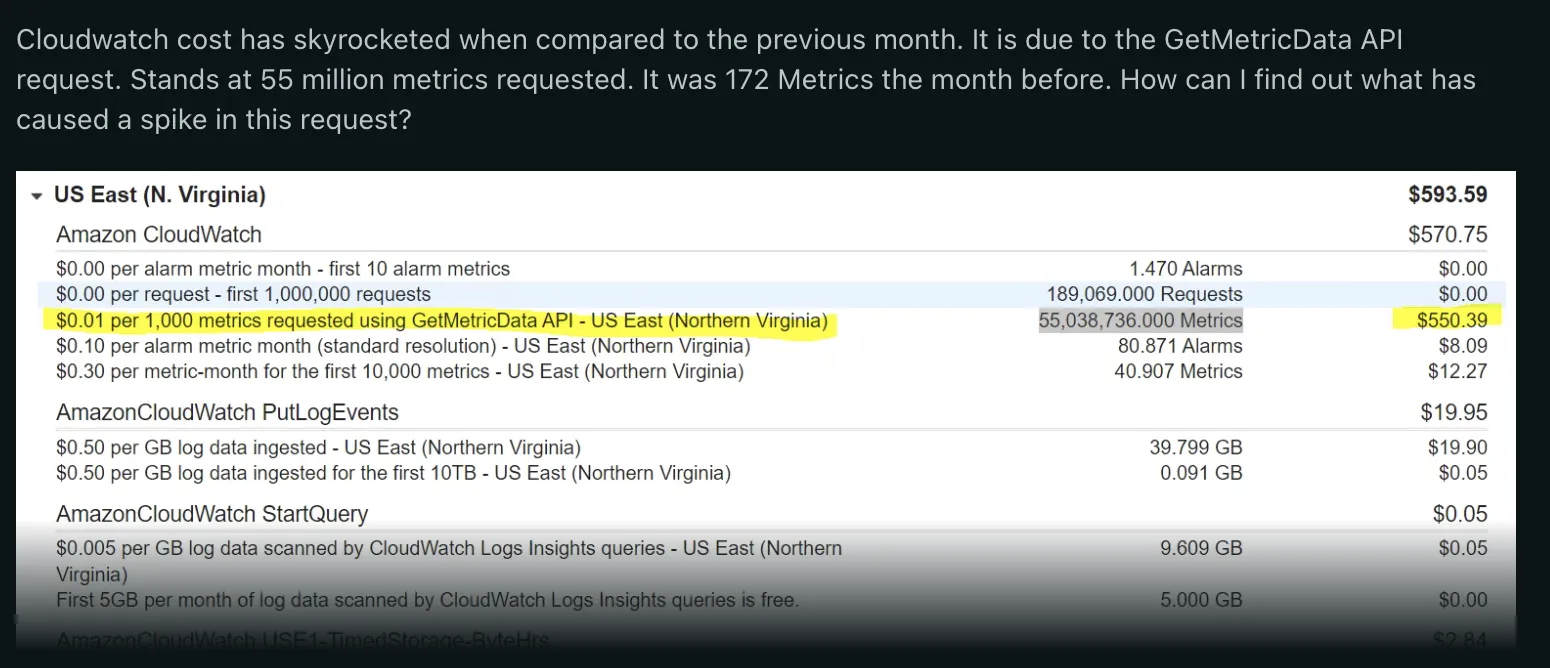 Cloudwatch cost has skyrocketed when compared to the previous month. It is due to the GetMetricData API
request. Stands at 55 million metrics requested. It was 172 Metrics the month before. How can I find out what has
caused a spike in this request?
US East (N. Virginia) $593.59
Amazon CloudWatch $570.75
$0.00 per alarm metric month - first 10 alarm metrics 1.470 Alarms $0.00
$0.00 per request - first 1,000,000 requests 189,069.000 Requests $0.00
$0.01 per 1,000 metrics requested using GetMetricData API - US East (Northern Virginia) 55,038,736.000 Metrics $550.39
$0.10 per alarm metric month (standard resolution) - US East (Northern Virginia) 80.871 Alarms $8.09
$0.30 per metric-month for the first 10,000 metrics - US East (Northern Virginia) 40.907 Metrics $12.27
AmazonCloudWatch PutLogEvents $19.95
$0.50 per GB log data ingested - US East (Northern Virginia) 39.799 GB $19.90
$0.50 per GB log data ingested for the first 10TB - US East (Northern Virginia) 0.091 GB $0.05
AmazonCloudWatch StartQuery $0.05
$0.005 per GB log data scanned by CloudWatch Logs Insights queries - US East (Northern 9.609 GB $0.05
Virginia)
First 5GB per month of log data scanned by CloudWatch Logs Insights queries is free. 5.000 GB $0.00
AmazonCloudWatch USE1-TimedStorage-ByteHrs $2.84